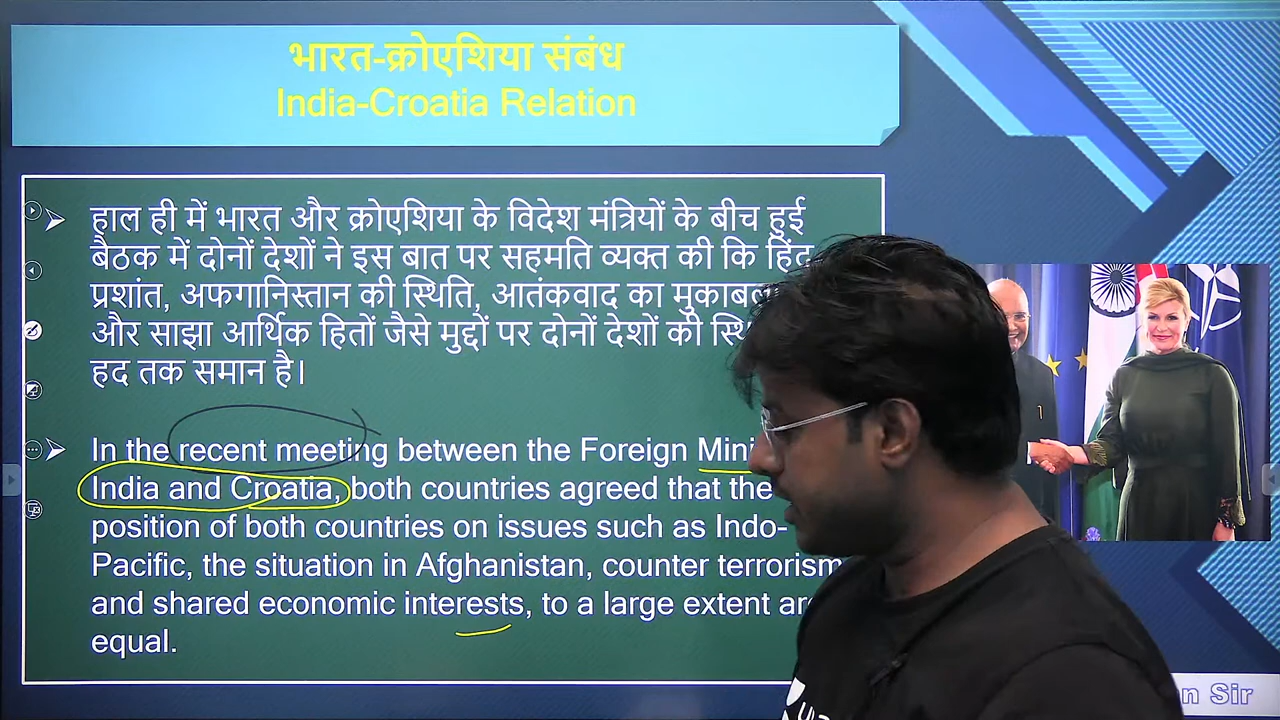 भारत-क्रोएशिया संबंध
India-Croatia Relation
हाल ही में भारत और क्रोएशिया के विदेश मंत्रियों के बीच हुई
बैठक में दोनों देशों ने इस बात पर सहमति व्यक्त की कि हिंद
प्रशांत, अफगानिस्तान की स्थिति, आतंकवाद का
और साझा आर्थिक हितों जैसे मुद्दों पर दोनों देशों की
हद तक समान है।
In the recent meeting between the Foreign
India and Croatia, both countries agreed that the
position of both countries on issues such as Indo-
Pacific, the situation in Afghanistan, counter terrorism
and shared economic interests, to a large extent
equal.
Sir